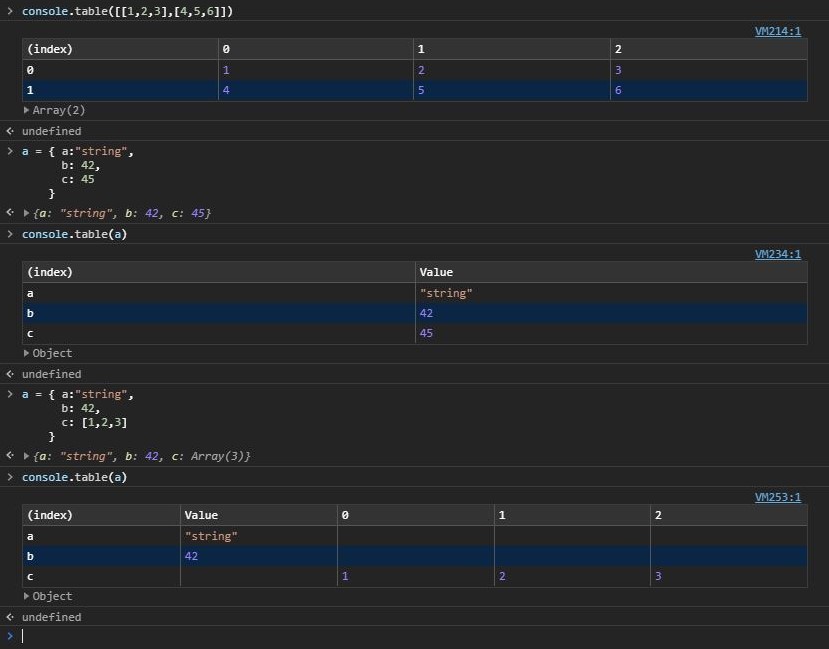 > console.table([[1,2,3],[4,5,6]])
VM214:1
(index) 0 1 2
0 1 2 3
1 4 5 6
▶ Array(2)
undefined
> a = { a:"string",
b: 42,
c: 45
}
▶ {a: "string", b: 42, c: 45}
> console.table(a)
VM234:1
(index) Value
a "string"
b 42
c 45
▶ Object
undefined
> a = { a:"string",
b: 42,
c: [1,2,3]
}
▶ {a: "string", b: 42, c: Array(3)}
> console.table(a)
VM253:1
(index) Value 0 1 2
a "string"
b 42
c 1 2 3
▶ Object
undefined
>